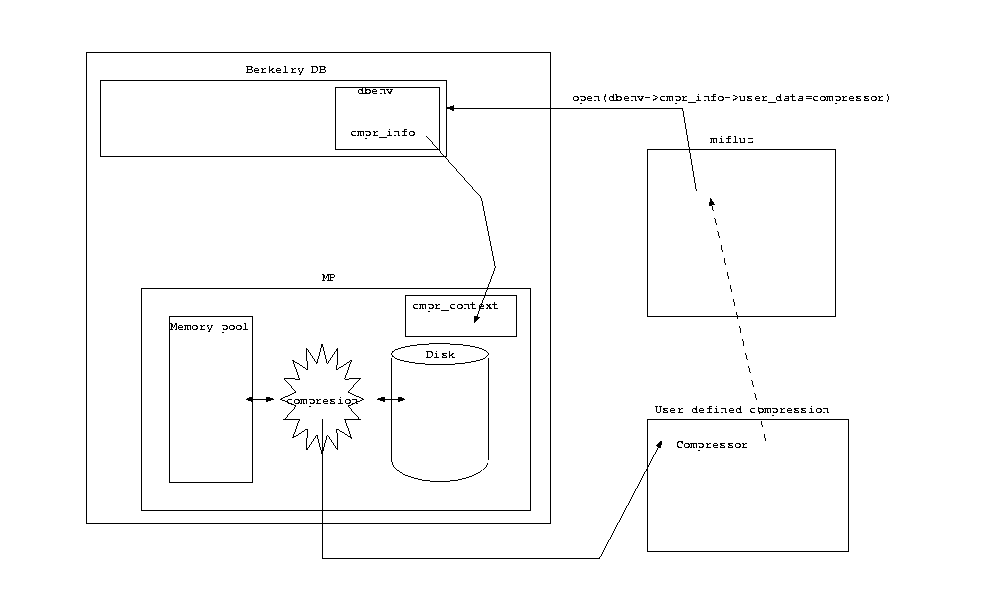 Berkelry DB
dbenv
open(dbenv->cmpr_info->user_data=compressor)
cmpr_info
mifluz
MP
cmpr_context
Memory pool
Disk
compresion
User defined compression
Compressor